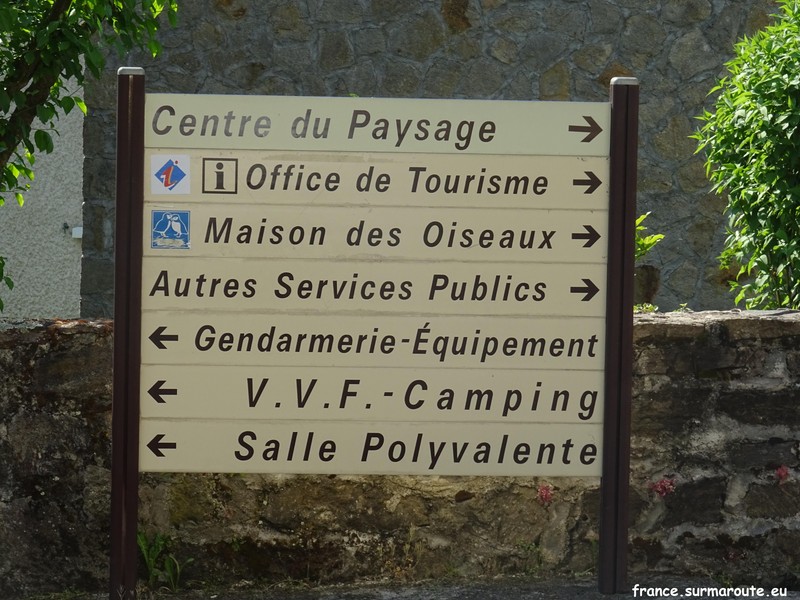 Centre du Paysage →
i i Office de Tourisme →
Maison des Oiseaux →
Autres Services Publics →
← Gendarmerie-Équipement
← V.V.F.-Camping
← Salle Polyvalente
france.surmaroute.eu